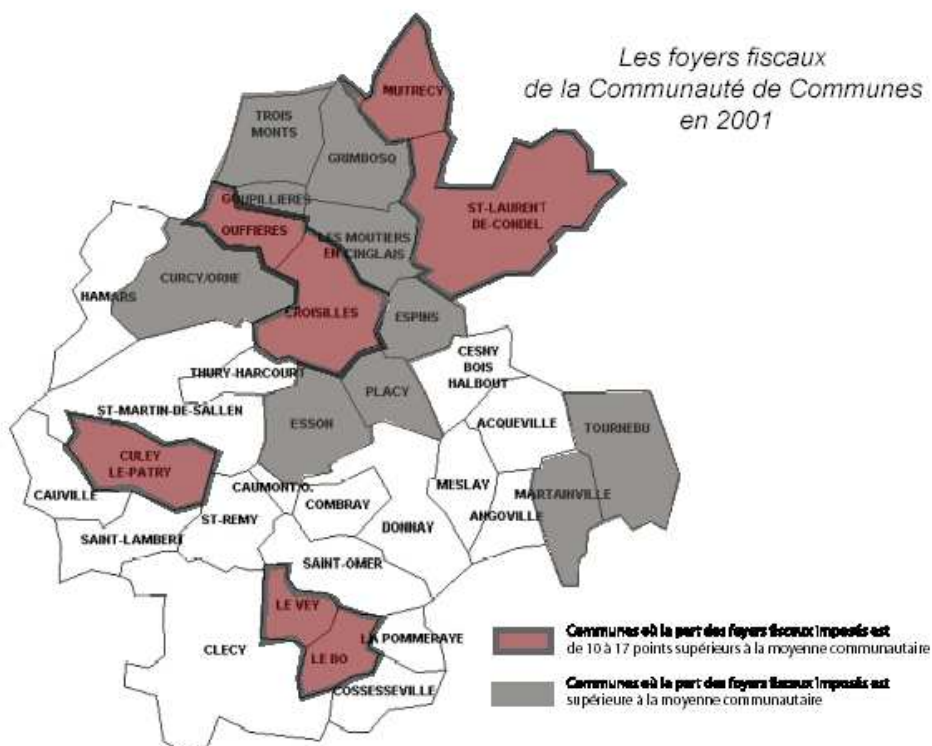 Les foyers fiscaux
de la Communauté de Communes
en 2001
MUTRECY
TROIS
MONTS
GRIMBOSQ
GOUPILLIERES
ST-LAURENT
DE-CONDEL
OUFFIERES
LES MOUTIERS
EN CINGLAIS
CURCY/ORNE
HAMARS
CROISILLES
ESPINS
CESNY
BOIS
HALBOUT
THURY-HARCOURT
PLACY
ST-MARTIN-DE-SALLEN
ESSON
ACQUEVILLE
TOURNEBU
CULEY
LE-PATRY
CAUVILLE
CAUMONT/O.
COMBRAY
MESLAY
MARTAINVILLE
ANGOVILLE
ST-REMY
DONNAY
SAINT-LAMBERT
SAINT-OMER
LE VEY
LA POMMERAYE
CLECY
LE BO
COSSESSEVILLE
Communes où la part des foyers fiscaux imposés est
de 10 à 17 points supérieurs à la moyenne communautaire
Communes où la part des foyers fiscaux imposés est
supérieure à la moyenne communautaire